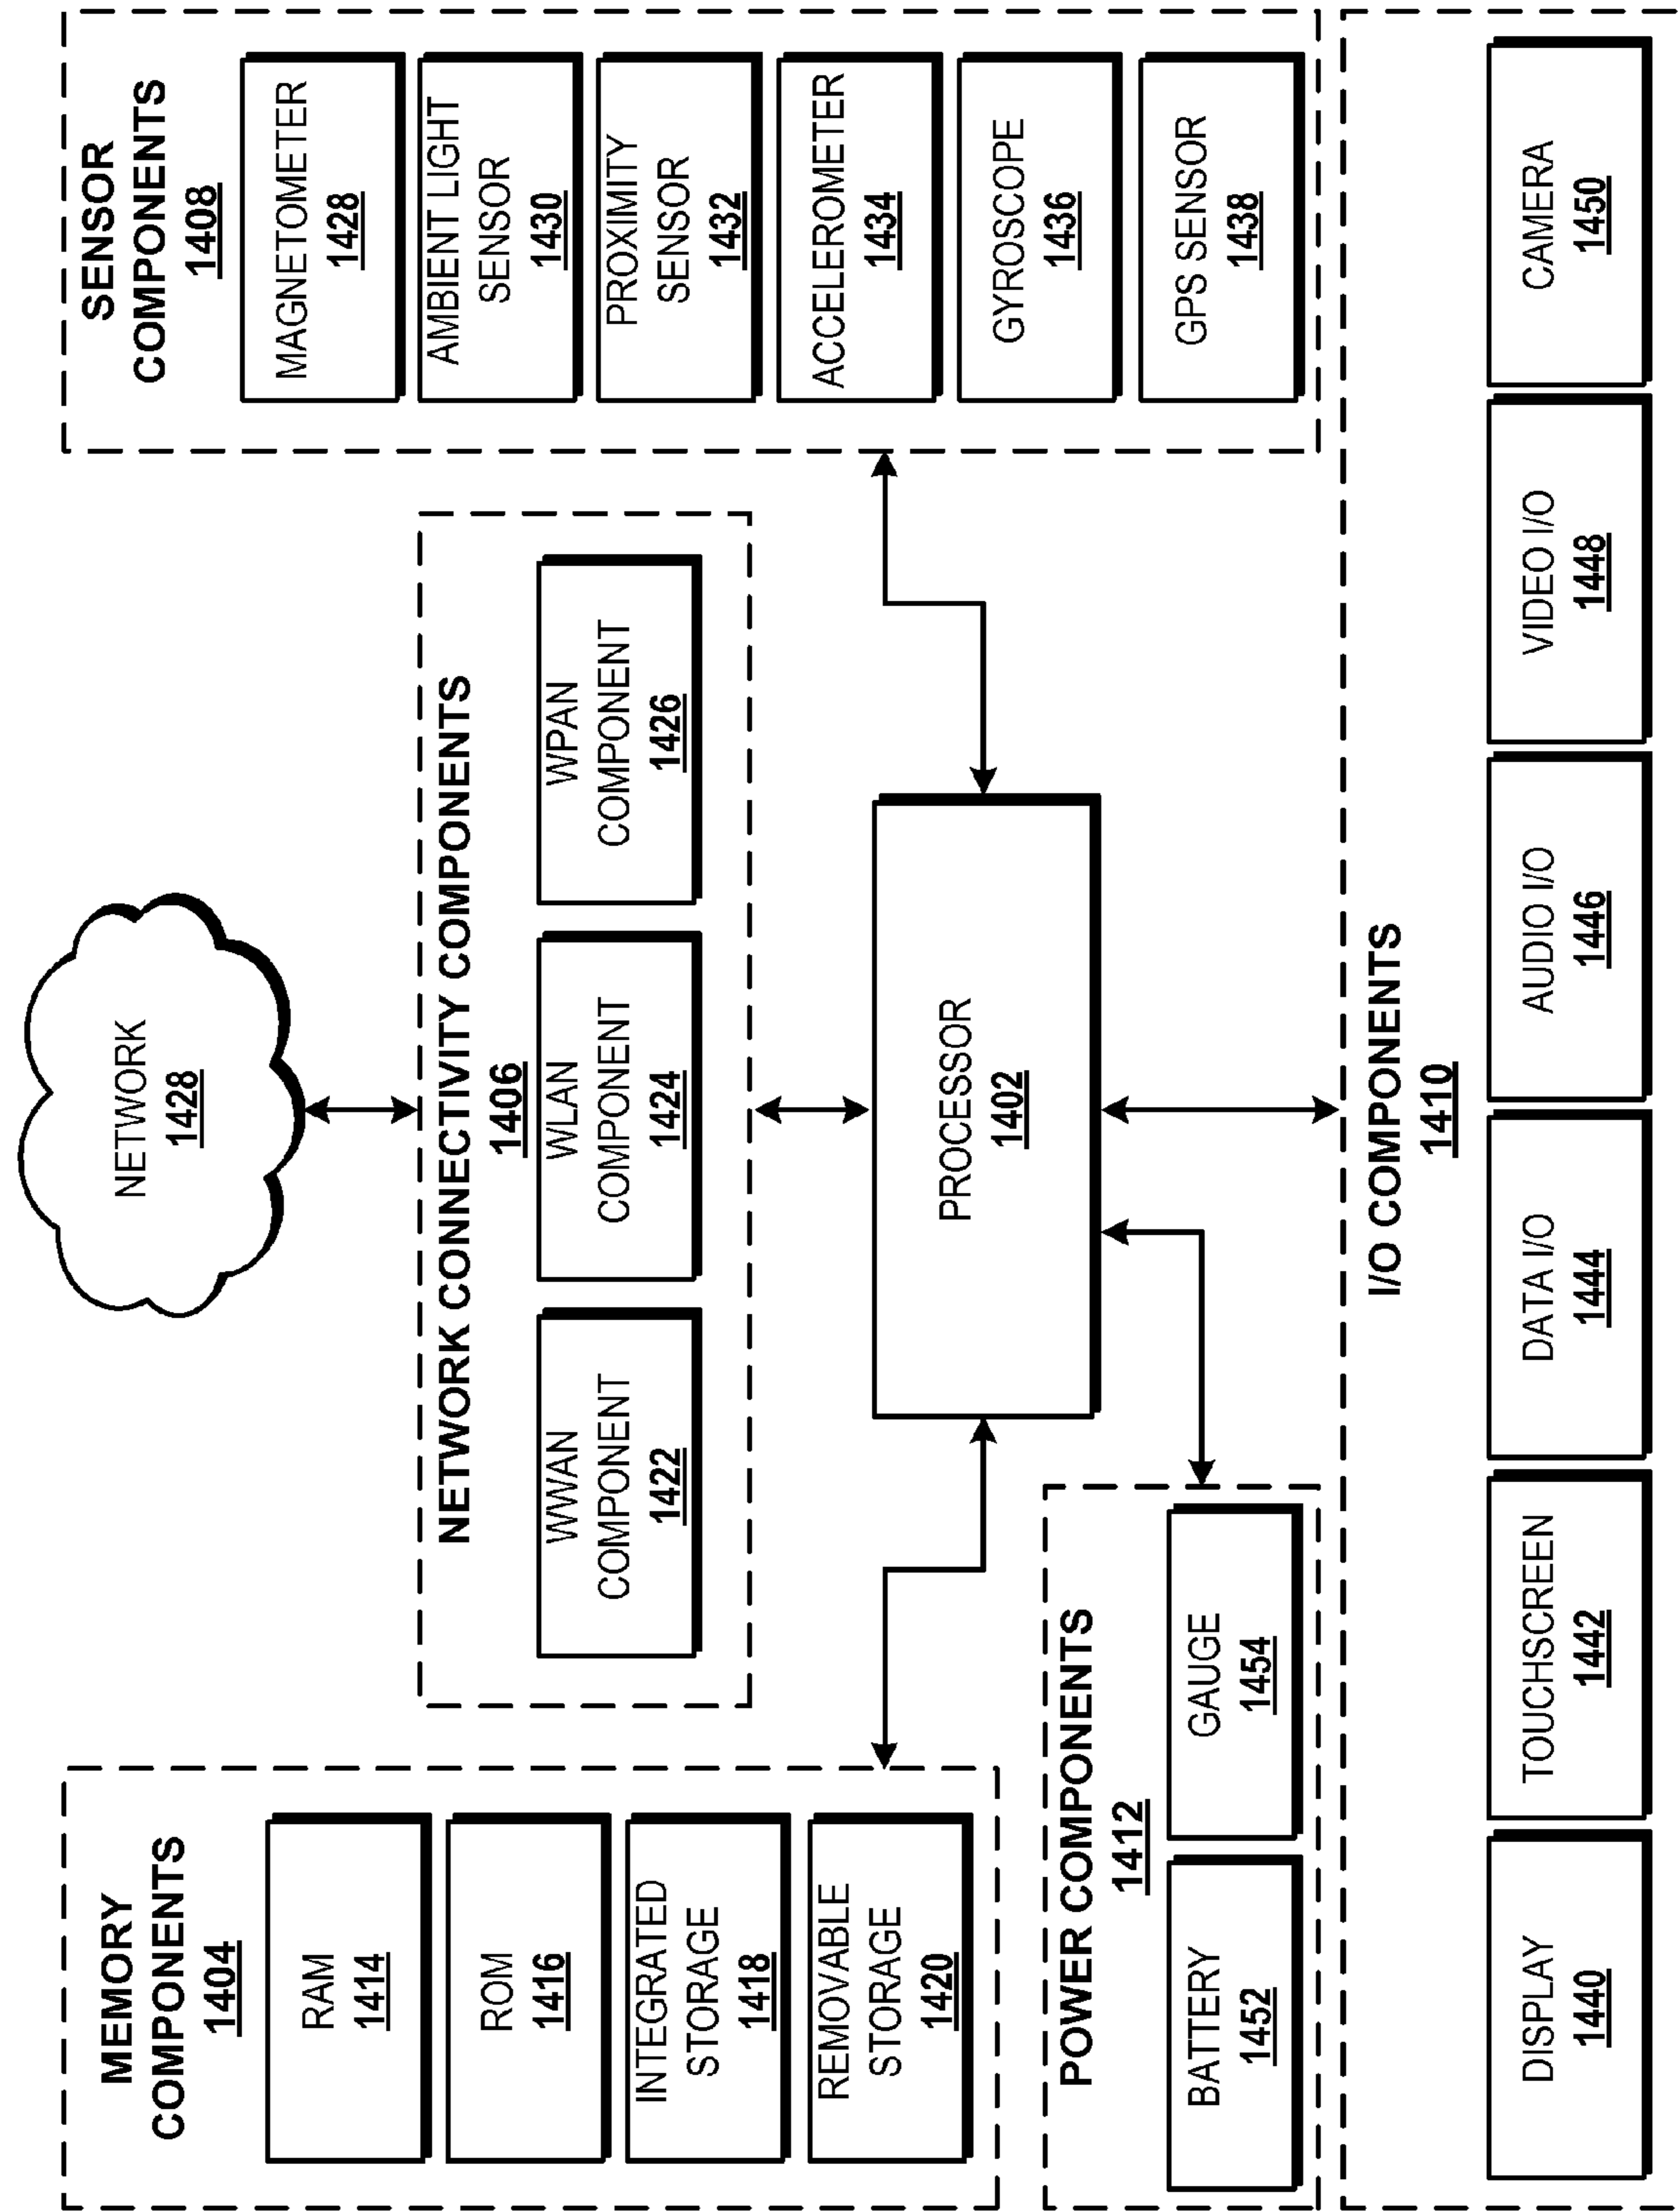 NETWORK
1428
MEMORY
COMPONENTS
1404
RAM
1414
ROM
1416
INTEGRATED
STORAGE
1418
REMOVABLE
STORAGE
1420
NETWORK CONNECTIVITY COMPONENTS
1406
WWAN
COMPONENT
1422
WLAN
COMPONENT
1424
WPAN
COMPONENT
1426
SENSOR
COMPONENTS
1408
MAGNETOMETER
1428
AMBIENT LIGHT
SENSOR
1430
PROXIMITY
SENSOR
1432
ACCELEROMETER
1434
GYROSCOPE
1436
GPS SENSOR
1438
PROCESSOR
1402
POWER COMPONENTS
1412
BATTERY
1452
GAUGE
1454
I/O COMPONENTS
1410
DISPLAY
1440
TOUCHSCREEN
1442
DATA I/O
1444
AUDIO I/O
1446
VIDEO I/O
1448
CAMERA
1450